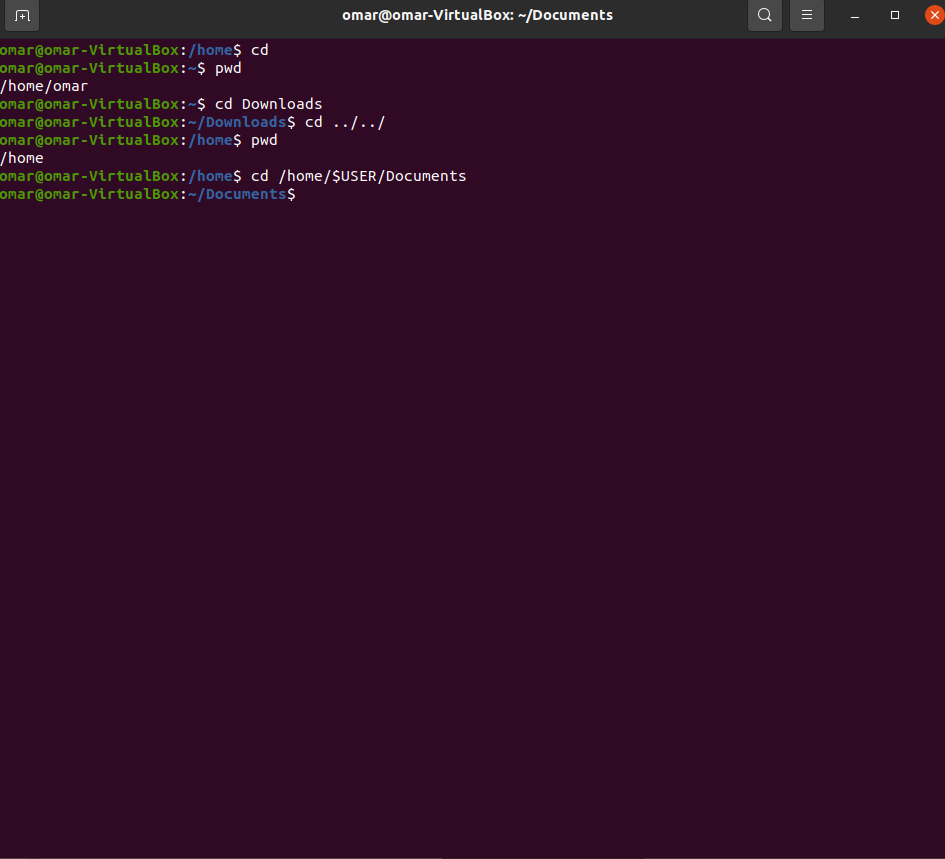 omar@omar-VirtualBox: ~/Documents
omar@omar-VirtualBox:/home$ cd
omar@omar-VirtualBox:~$ pwd
/home/omar
omar@omar-VirtualBox:~$ cd Downloads
omar@omar-VirtualBox:~/Downloads$ cd ../../
omar@omar-VirtualBox:/home$ pwd
/home
omar@omar-VirtualBox:/home$ cd /home/$USER/Documents
omar@omar-VirtualBox:~/Documents$